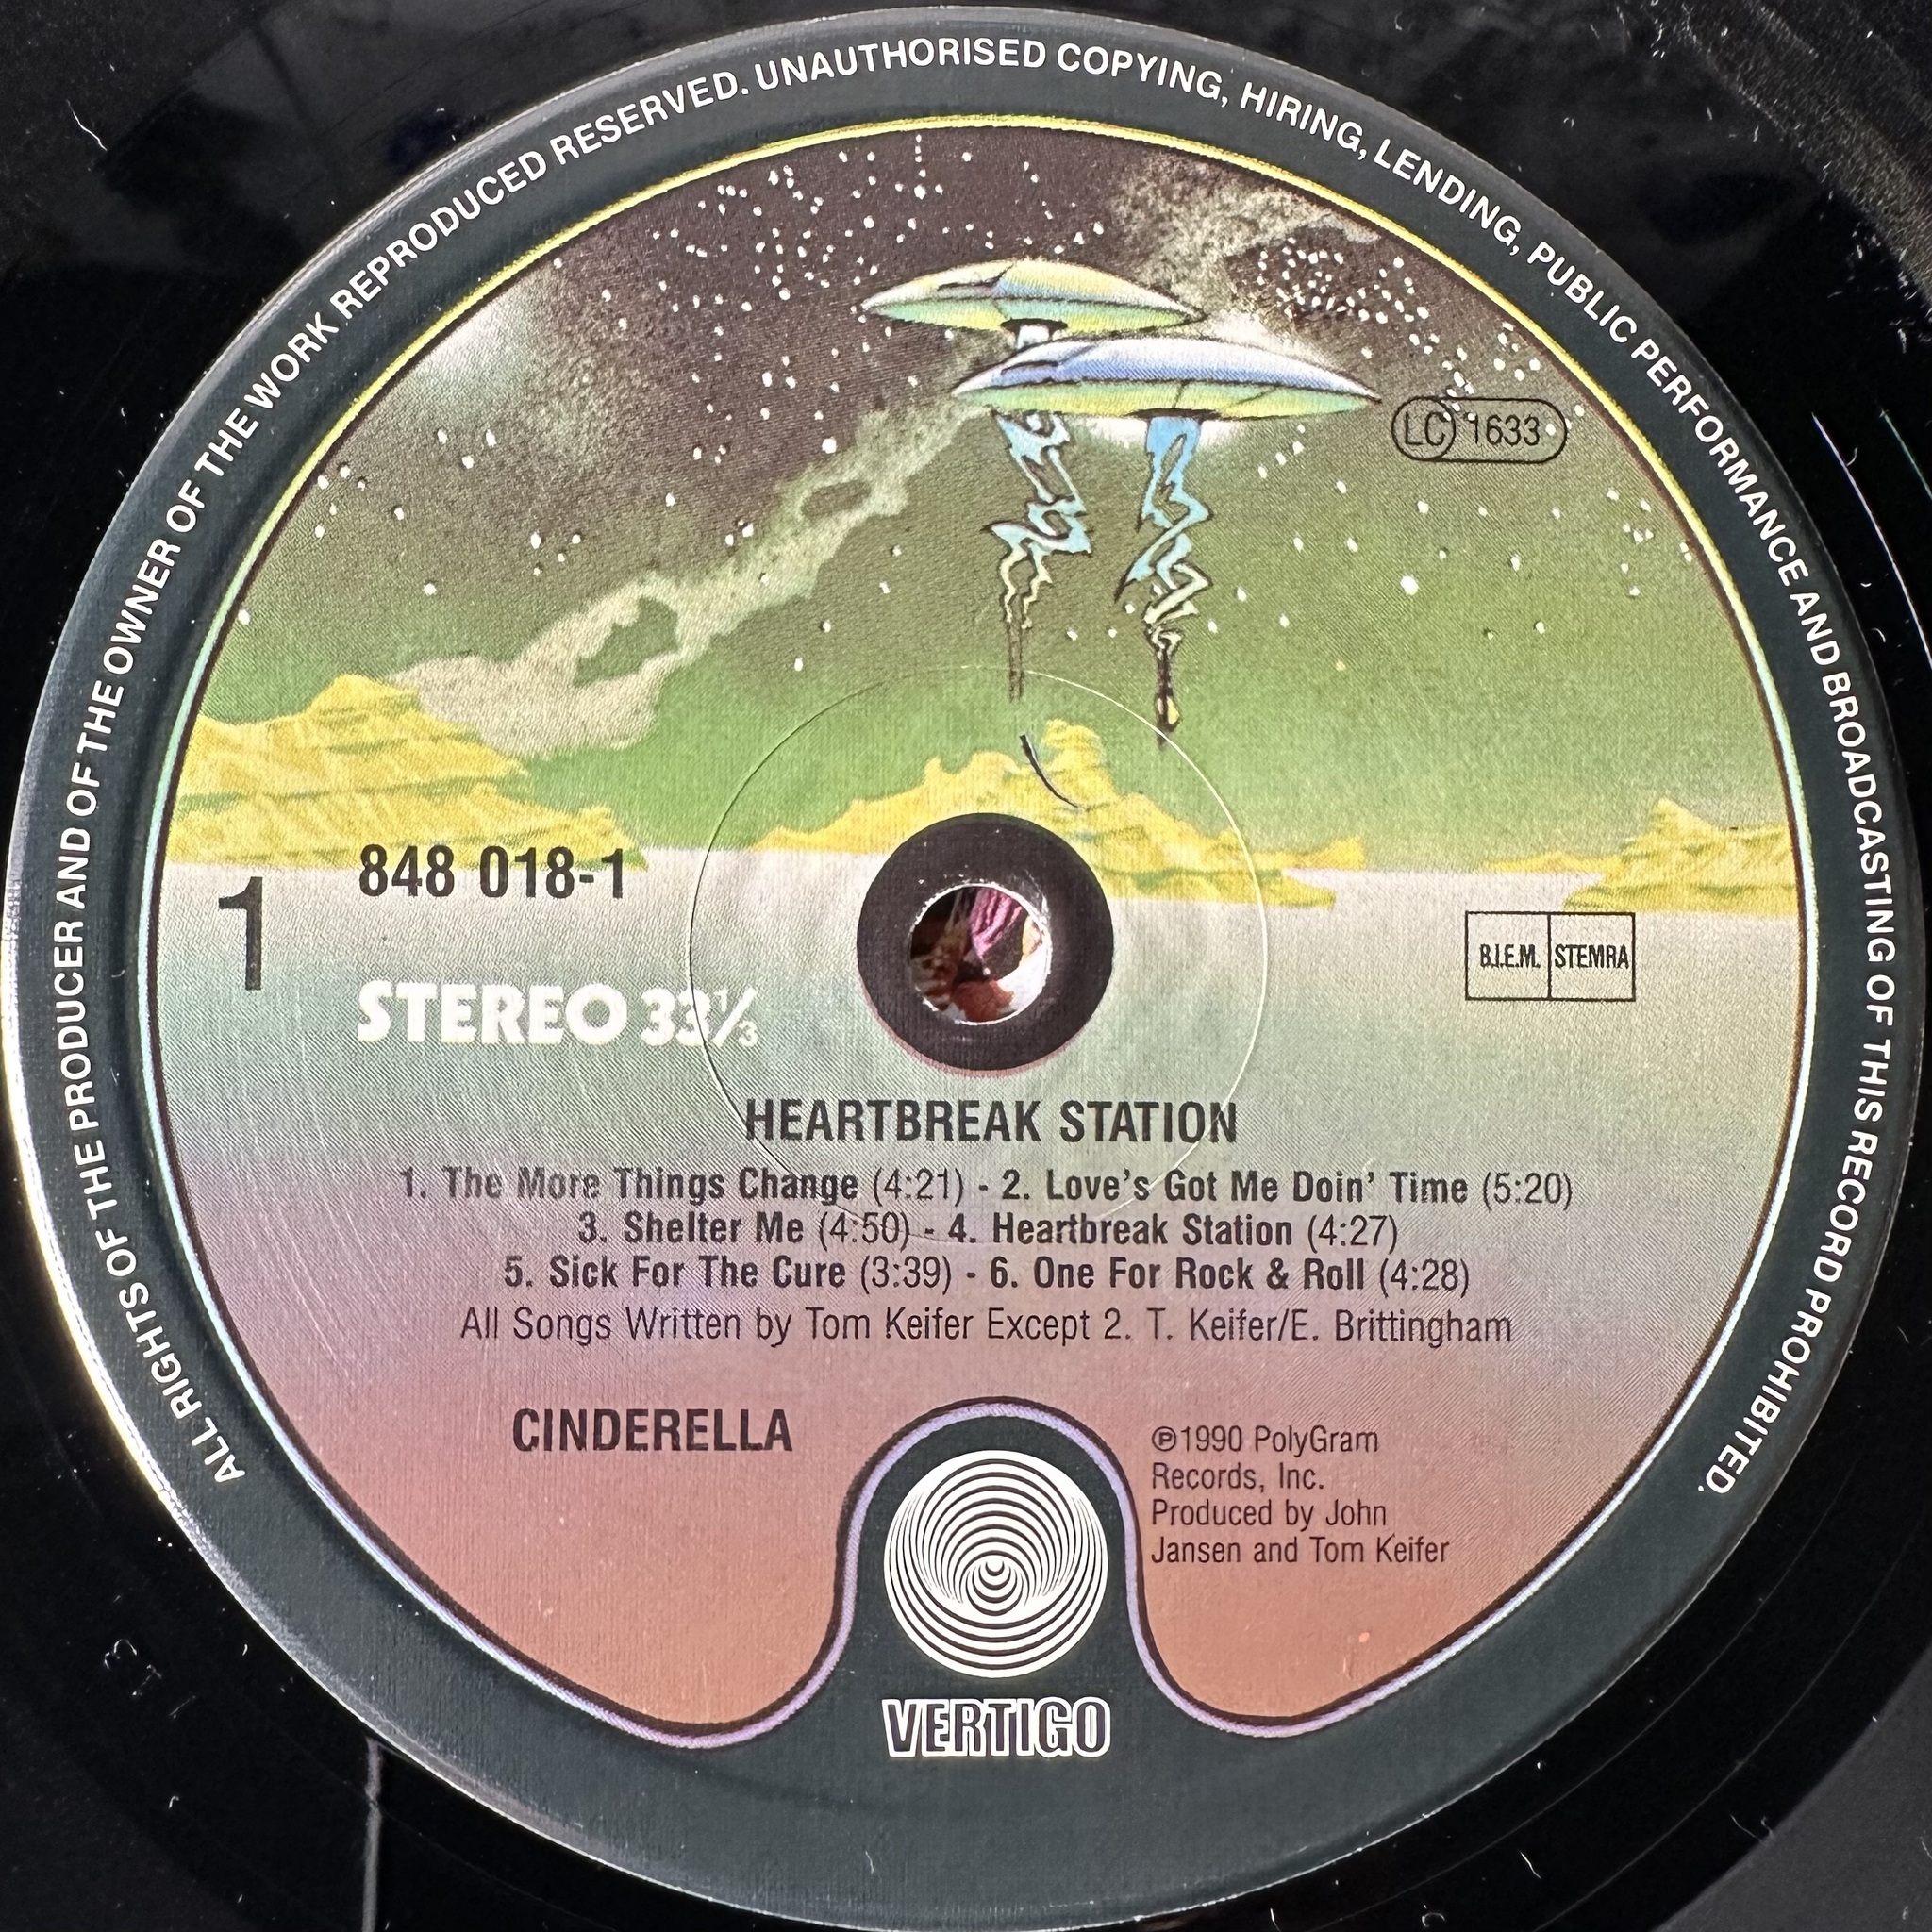 ALL RIGHTS OF THE PRODUCER AND OF THE OWNER OF THE WORK REPRODUCED RESERVED. UNAUTHORISED COPYING, HIRING, LENDING, PUBLIC PERFORMANCE AND BROADCASTING OF THIS RECORD PROHIBITED.
LC 1633
848 018-1
1
B.I.E.M. STEMRA
STEREO 33⅓
HEARTBREAK STATION
1. The More Things Change (4:21) - 2. Love's Got Me Doin' Time (5:20)
3. Shelter Me (4:50) - 4. Heartbreak Station (4:27)
5. Sick For The Cure (3:39) - 6. One For Rock & Roll (4:28)
All Songs Written by Tom Keifer Except 2. T. Keifer/E. Brittingham
CINDERELLA
℗1990 PolyGram
Records, Inc.
Produced by John
Jansen and Tom Keifer
VERTIGO